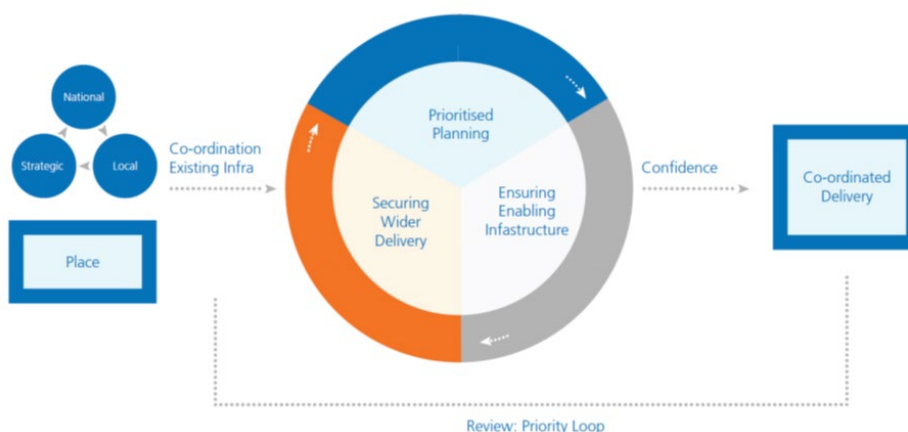 National
Strategic
Local
Place
Co-ordination
Existing Infra
Prioritised
Planning
Securing
Wider
Delivery
Ensuring
Enabling
Infastructure
Confidence
Co-ordinated
Delivery
Review: Priority Loop